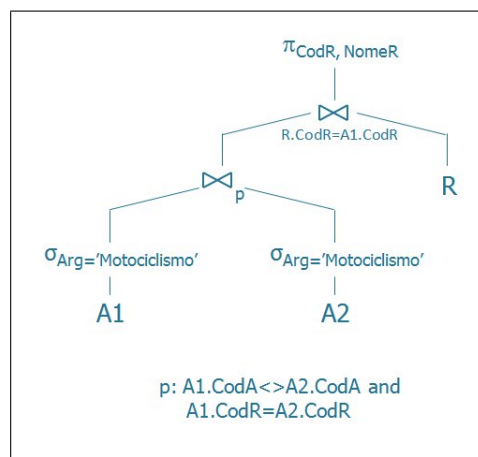 πCodR, NomeR
R.CodR=A1.CodR
R
p
σArg='Motociclismo' σArg='Motociclismo'
A1 A2
p: A1.CodA<>A2.CodA and
A1.CodR=A2.CodR